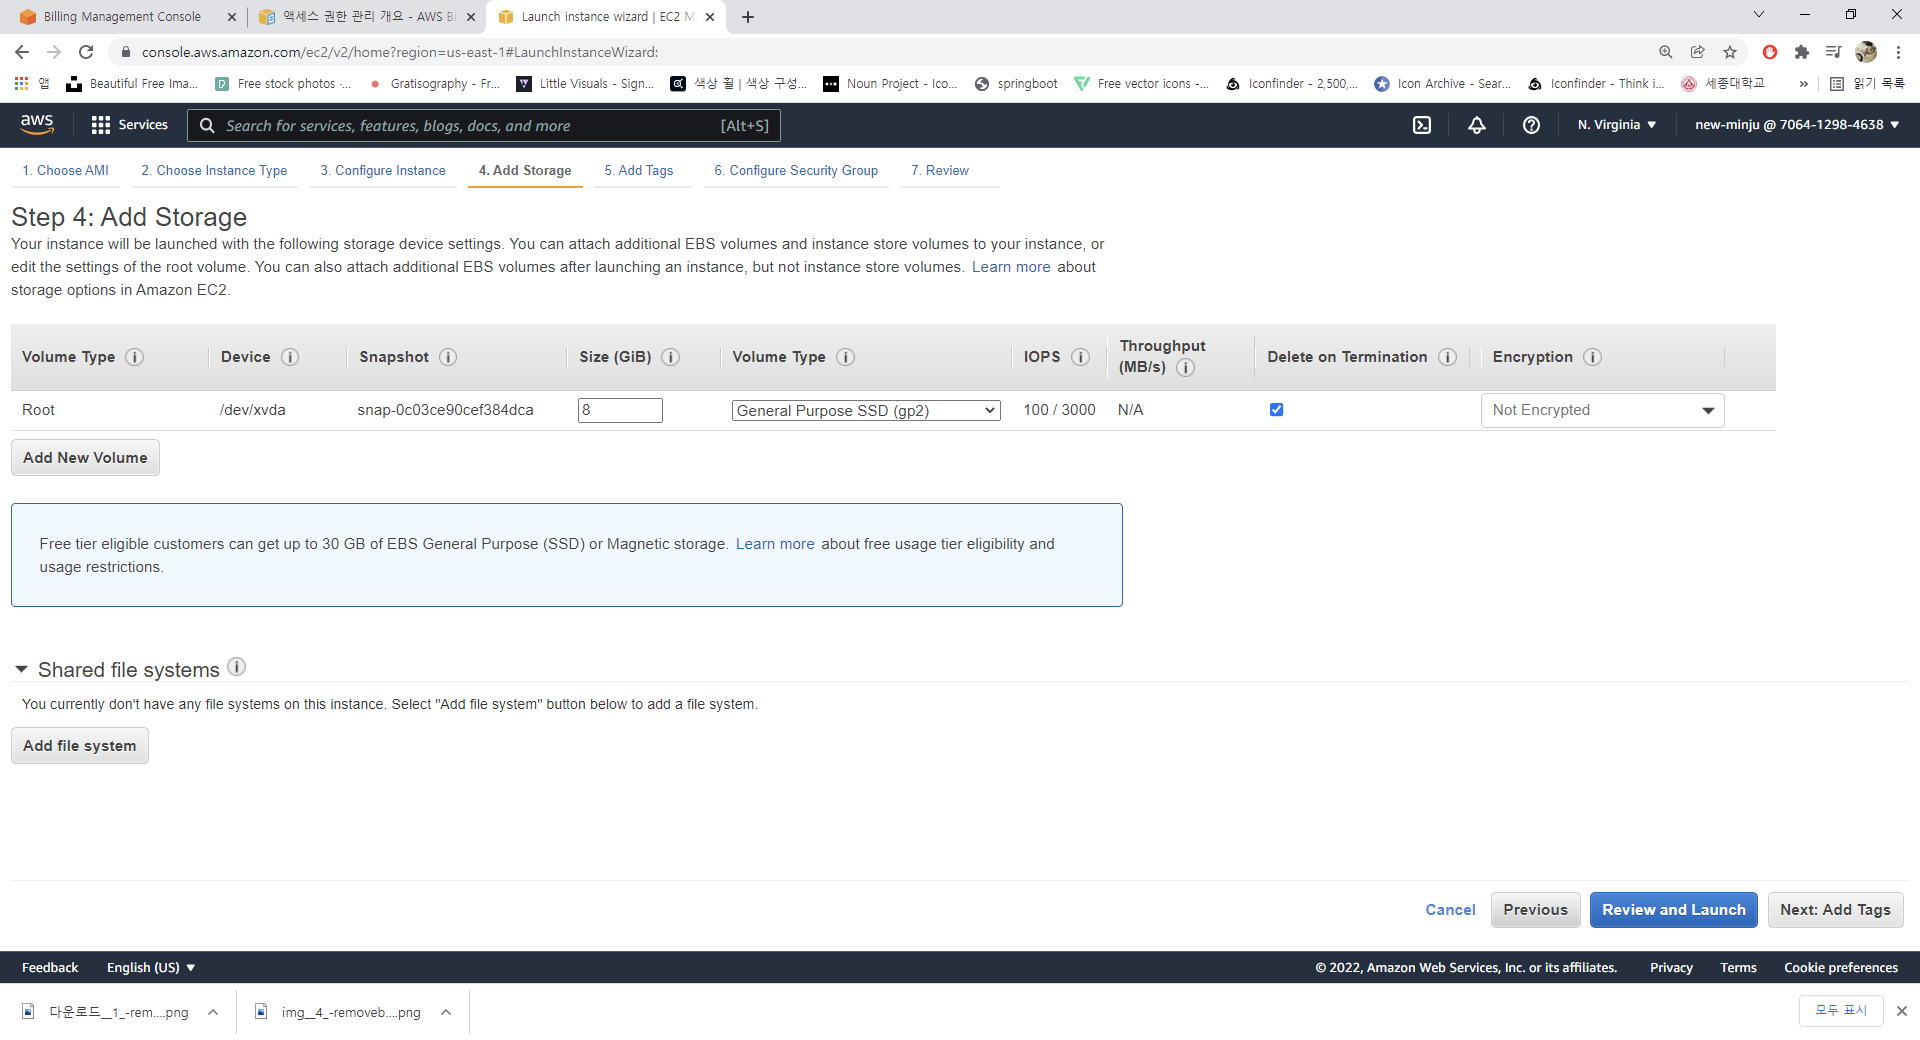 Billing Management Console
액세스 권한 관리 개요 - AWS Bi
Launch instance wizard | EC2 M
console.aws.amazon.com/ec2/v2/home?region=us-east-1#LaunchInstanceWizard:
앱
Beautiful Free Ima...
Free stock photos ·...
Gratisography - Fr...
Little Visuals - Sign...
색상 휠 | 색상 구성...
Noun Project - Ico...
springboot
Free vector icons -...
Iconfinder - 2,500,...
Icon Archive - Sear...
Iconfinder - Think i...
세종대학교
»
읽기 목록
aws
Services
Search for services, features, blogs, docs, and more
[Alt+S]
N. Virginia
new-minju @ 7064-1298-4638
1. Choose AMI
2. Choose Instance Type
3. Configure Instance
4. Add Storage
5. Add Tags
6. Configure Security Group
7. Review
Step 4: Add Storage
Your instance will be launched with the following storage device settings. You can attach additional EBS volumes and instance store volumes to your instance, or
edit the settings of the root volume. You can also attach additional EBS volumes after launching an instance, but not instance store volumes. Learn more about
storage options in Amazon EC2.
Volume Type
Device
Snapshot
Size (GiB)
Volume Type
IOPS
Throughput
(MB/s)
Delete on Termination
Encryption
Root
/dev/xvda
snap-0c03ce90cef384dca
8
General Purpose SSD (gp2)
100 / 3000
N/A
Not Encrypted
Add New Volume
Free tier eligible customers can get up to 30 GB of EBS General Purpose (SSD) or Magnetic storage. Learn more about free usage tier eligibility and
usage restrictions.
Shared file systems
You currently don't have any file systems on this instance. Select "Add file system" button below to add a file system.
Add file system
Cancel
Previous
Review and Launch
Next: Add Tags
Feedback
English (US)
© 2022, Amazon Web Services, Inc. or its affiliates.
Privacy
Terms
Cookie preferences
다운로드__1_-rem....png
img__4_-removeb....png
모두 표시